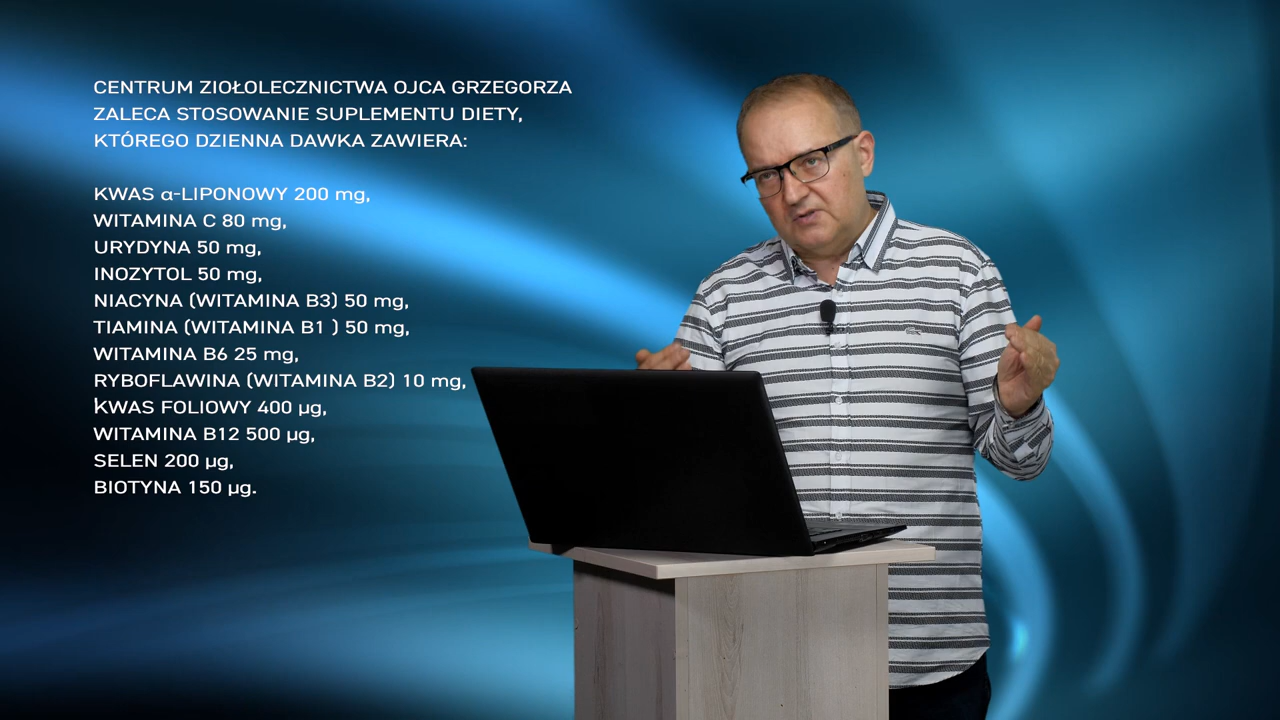 CENTRUM ZIOŁOLECZNICTWA OJCA GRZEGORZA
ZALECA STOSOWANIE SUPLEMENTU DIETY,
KTÓREGO DZIENNA DAWKA ZAWIERA:
KWAS α-LIPONOWY 200 mg,
WITAMINA C 80 mg,
URYDYNA 50 mg,
INOZYTOL 50 mg,
NIACYNA (WITAMINA B3) 50 mg,
TIAMINA (WITAMINA B1 ) 50 mg,
WITAMINA B6 25 mg,
RYBOFLAWINA (WITAMINA B2) 10 mg,
KWAS FOLIOWY 400 µg,
WITAMINA B12 500 µg,
SELEN 200 µg,
BIOTYNA 150 µg.